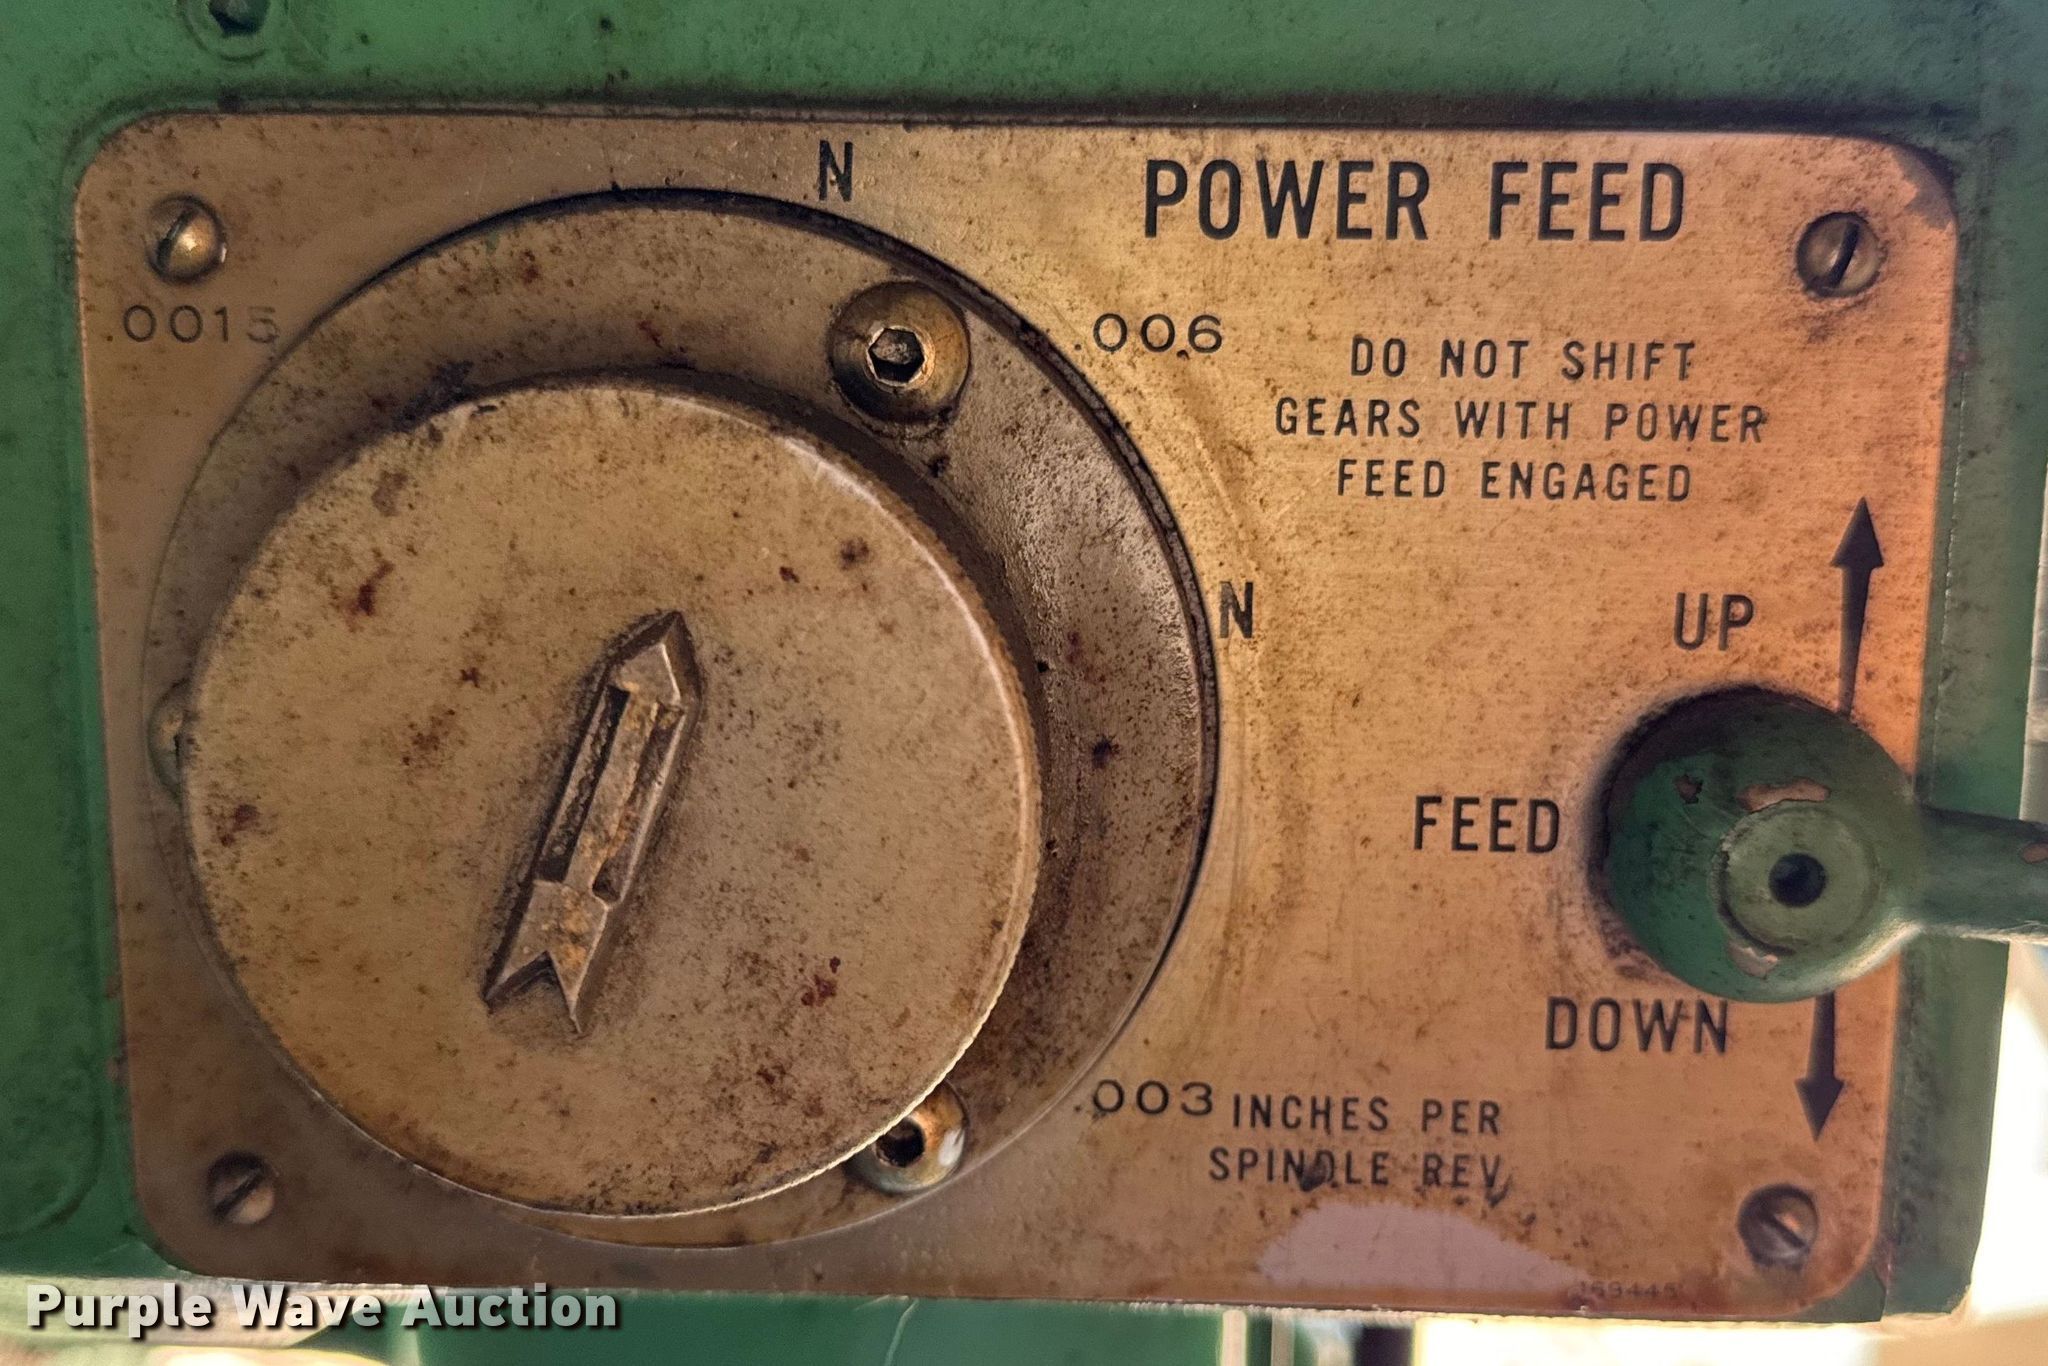 N
POWER FEED
.0015
.006
DO NOT SHIFT
GEARS WITH POWER
FEED ENGAGED
N
UP
FEED
DOWN
.003 INCHES PER
SPINDLE REV.
Purple Wave Auction